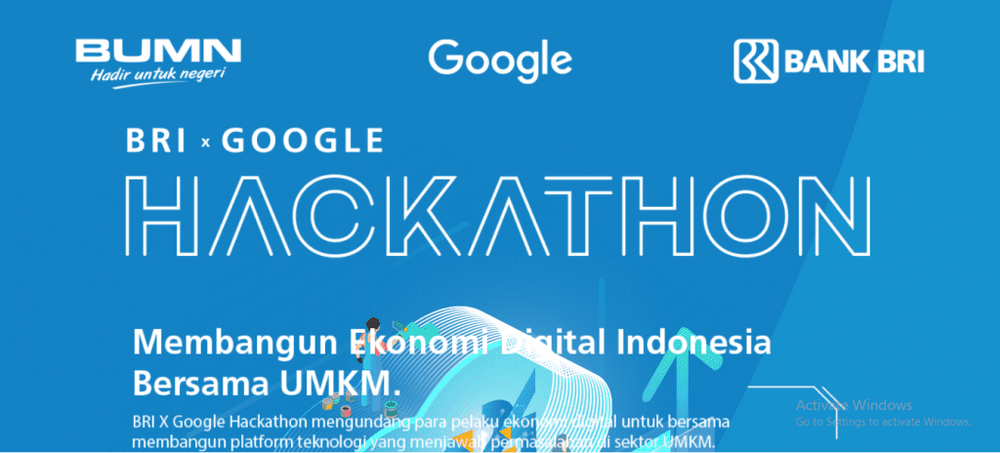 BUMN
Hadir untuk negeri
Google
BANK BRI
BRI x GOOGLE
HACKATHON
Membangun Ekonomi Digital Indonesia
Bersama UMKM.
BRI X Google Hackathon mengundang para pelaku ekonomi digital untuk bersama
membangun platform teknologi yang menjawab permasalahan di sektor UMKM.
Activate Windows
Go to Settings to activate Windows.